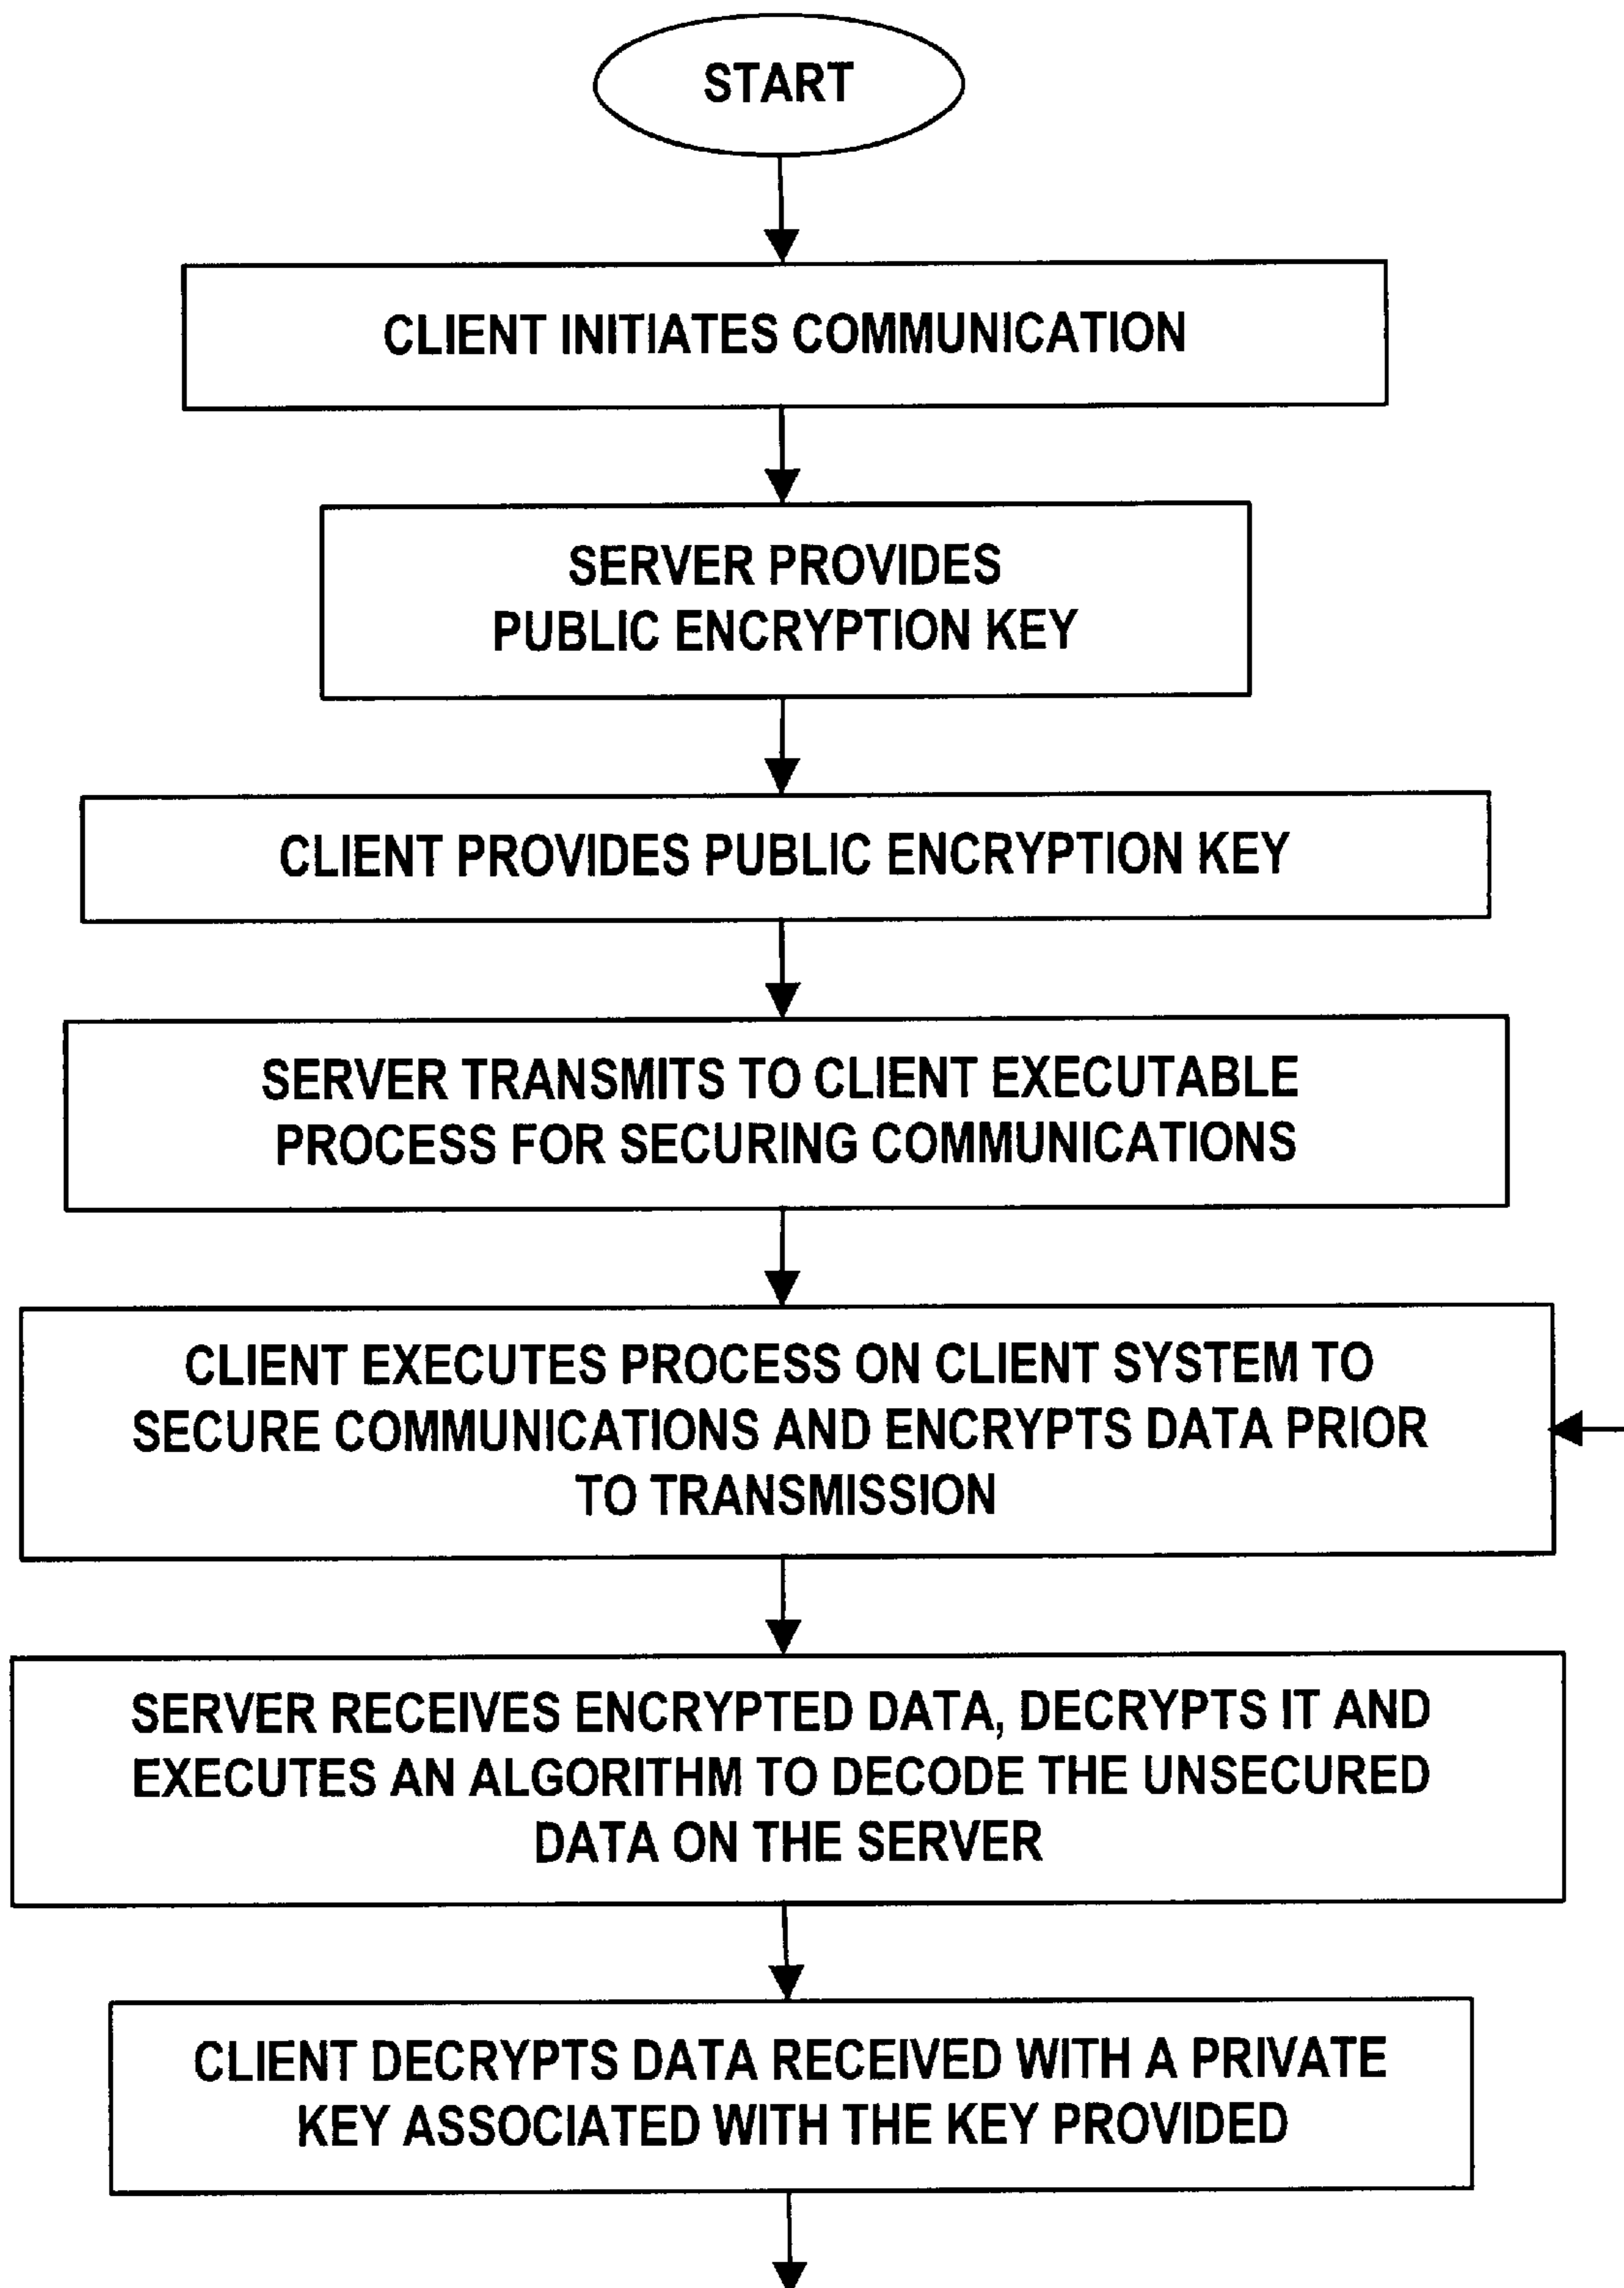 START
CLIENT INITIATES COMMUNICATION
SERVER PROVIDES
PUBLIC ENCRYPTION KEY
CLIENT PROVIDES PUBLIC ENCRYPTION KEY
SERVER TRANSMITS TO CLIENT EXECUTABLE
PROCESS FOR SECURING COMMUNICATIONS
CLIENT EXECUTES PROCESS ON CLIENT SYSTEM TO
SECURE COMMUNICATIONS AND ENCRYPTS DATA PRIOR
TO TRANSMISSION
SERVER RECEIVES ENCRYPTED DATA, DECRYPTS IT AND
EXECUTES AN ALGORITHM TO DECODE THE UNSECURED
DATA ON THE SERVER
CLIENT DECRYPTS DATA RECEIVED WITH A PRIVATE
KEY ASSOCIATED WITH THE KEY PROVIDED